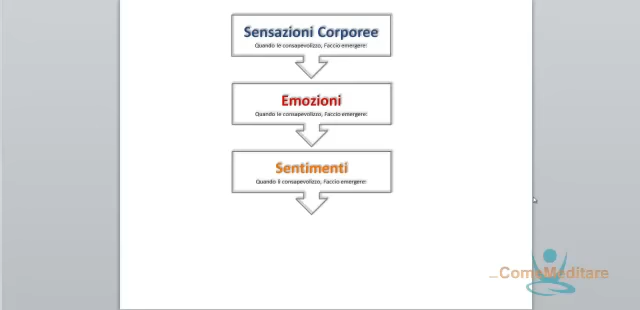 Sensazioni Corporee
Quando le consapevolizzo, Faccio emergere!
Emozioni
Quando le consapevolizzo, Faccio emergere!
Sentimenti
Quando li consapevolizzo, Faccio emergere!
...ComeMeditare